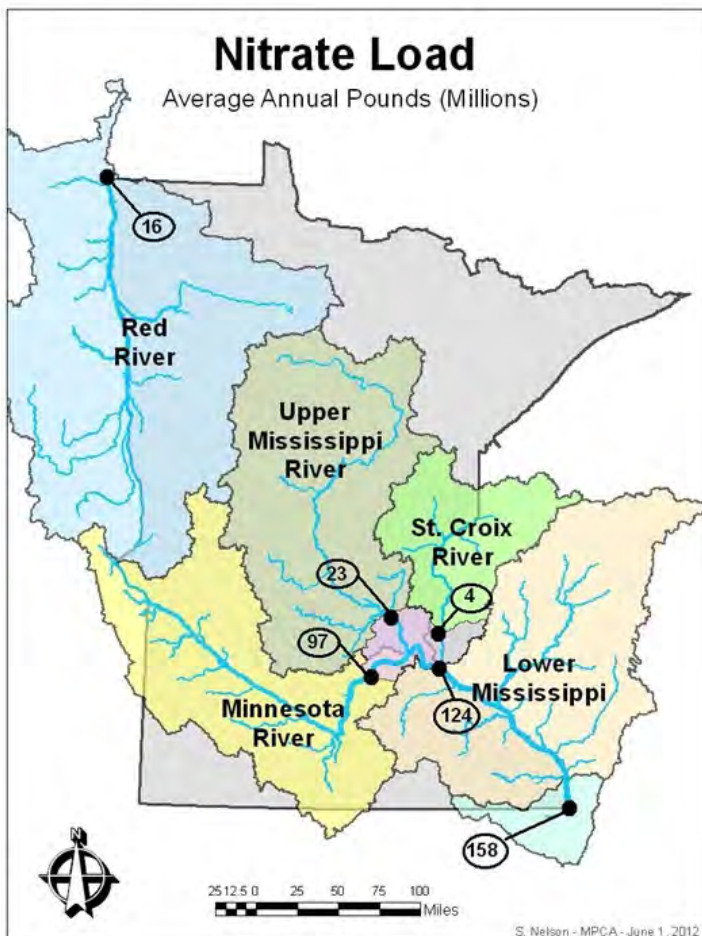 Nitrate Load
Average Annual Pounds (Millions)
16
Red
River
Upper
Mississippi
River
St. Croix
River
23
4
97
Lower
Mississippi
Minnesota
River
124
158
N
25 12.5 0 25 50 75 100
Miles
S. Nelson - MPCA - June 1, 2012